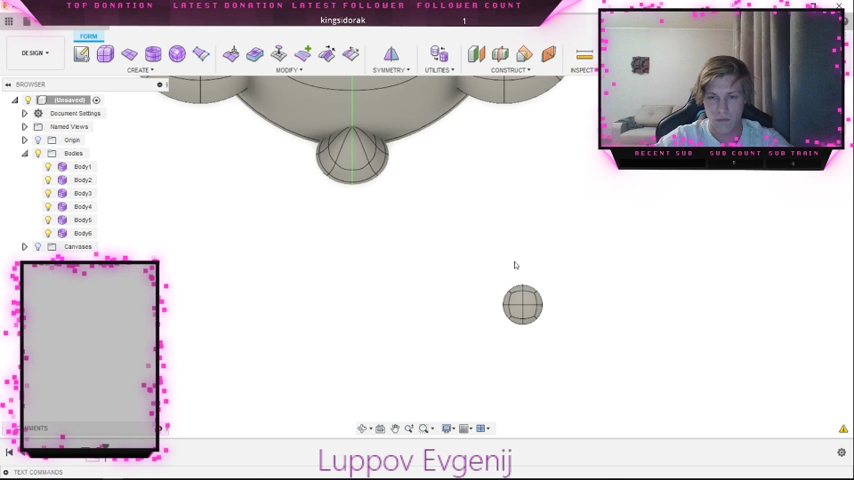 TOP DONATION LATEST DONATION LATEST FOLLOWER FOLLOWER COUNT
kingsidorak 1
FORM
DESIGN
CREATE MODIFY SYMMETRY UTILITIES CONSTRUCT INSPECT
BROWSER
(Unsaved)
Document Settings
Named Views
Origin
Bodies
Body1
Body2
Body3
Body4
Body5
Body6
Canvases
RECENT SUB SUB COUNT SUB TRAIN
MENTS
Luppov Evgenij
TEXT COMMANDS